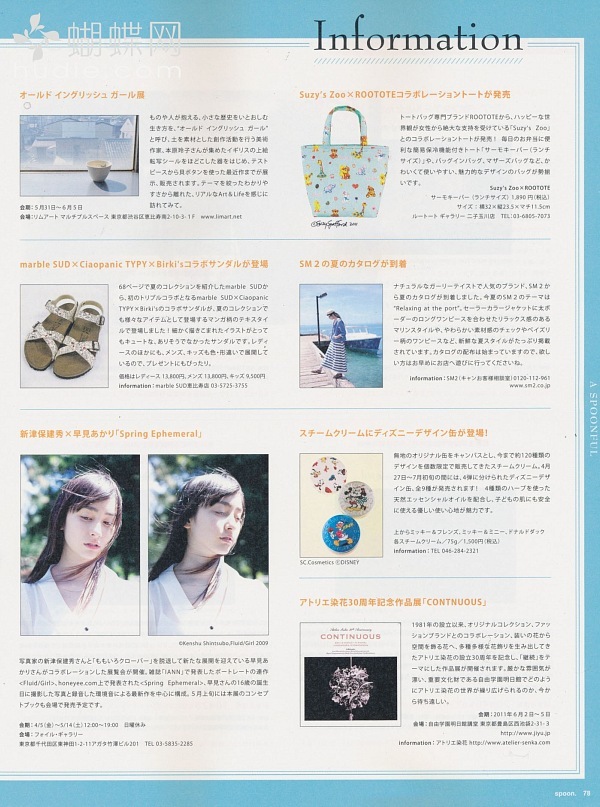 蝴蝶网
Information
オールド イングリッシュ ガール展
ものや人が抱える、小さな歴史をいとおしむ
生き方を、“オールド イングリッシュ ガール”
と呼び、土を素材とした創作活動を行う美術
作家、本原玲子さんが集めたイギリスの上絵
転写シールをほどこした器をはじめ、テスト
ピースから貝ボタンを使った最近作までが展
示、販売されます。テーマを絞ったわかりや
すさから離れた、リアルなArt & Lifeを感じに
訪れてみて。
会期：5月31日〜6月5日
会場：リムアート マルチプルスペース 東京都渋谷区恵比寿南2-10-3- 1F www.limart.net
Suzy's Zoo×ROOTOTEコラボレーショントートが発売
トートバッグ専門ブランドROOTOTEから、ハッピーな世
界観が女性から絶大な支持を受けている「Suzy's Zoo」
とのコラボレーショントートが発売！ 毎日のお弁当に便
利な簡易保冷機能付きトート「サーモキーバー（ランチ
サイズ）」や、バッグインバッグ、マザーズバッグなど、か
わいくて使いやすい、魅力的なデザインのバッグが勢揃
いです。
Suzy's Zoo×ROOTOTE
サーモキーバー（ランチサイズ）1,890円（税込）
サイズ：横32×縦23.5×マチ11.5cm
ルートート ギャラリー 二子玉川店 TEL：03-6805-7073
marble SUD×Ciaopanic TYPY×Birki'sコラボサンダルが登場
68ページで夏のコレクションを紹介したmarble SUDか
ら、初のトリプルコラボとなるmarble SUD×Ciaopanic
TYPY×Birki'sのコラボサンダルが。夏のコレクションで
も様々なアイテムとして登場するマンガ柄のテキスタイ
ルで登場しました！細かく描きこまれたイラストがとって
もキュートな、ありそうでなかったサンダルです。レディ
ースのほかにも、メンズ、キッズも色・形違いで展開して
いるので、プレゼントにもぴったり。
価格はレディース 13,800円、メンズ 13,800円、キッズ 9,500円
information : marble SUD恵比寿店 03-5725-3755
SM２の夏のカタログが到着
ナチュラルなガーリーテイストで人気のブランド、SM２か
ら夏のカタログが到着しました。今夏のSM２のテーマは
"Relaxing at the port"。セーラーカラージャケットに太ボ
ーダーのロングワンピースを合わせたリラックス感のある
マリンスタイルや、やわらかい素材感のチェックやペイズリ
ー柄のワンピースなど、新鮮な夏スタイルがたっぷり掲載
されています。カタログの配布は始まっていますので、欲し
い方はお早めにお店へ遊びに行ってくださいね。
information : SM2（キャンお客様相談室）0120-112-961
www.sm2.co.jp
新津保建秀×早見あかり「Spring Ephemeral」
©Kenshu Shintsubo,Fluid/Girl 2009
写真家の新津保建秀さんと「ももいろクローバー」を脱退して新たな展開を迎えている早見あ
かりさんがコラボレーションした展覧会が開催。雑誌「IANN」で発表したポートレートの連作
<Fluid/Girl>、honeyee.com上で発表された<Spring Ephemeral>、早見さんの16歳の誕生
日に撮影した写真と録音した環境音による最新作を中心に構成。5月上旬には本展のコンセプ
トブックも会場で発売予定です。
会期：4/5（金）〜5/14（土）12:00〜19:00 日曜休み
会場：フォイル・ギャラリー
東京都千代田区東神田1-2-11アガタ竹澤ビル201 TEL 03-5835-2285
スチームクリームにディズニーデザイン缶が登場！
無地のオリジナル缶をキャンバスとし、今まで約120種類の
デザインを個数限定で販売してきたスチームクリーム。4月
27日〜7月初旬の間には、4弾に分けられたディズニーデザ
イン缶、全9種が発売されます！ 4種類のハーブを使った
天然エッセンシャルオイルを配合し、子どもの肌にも安全
に使える優しい使い心地が魅力です。
上からミッキー＆フレンズ、ミッキー＆ミニー、ドナルドダック
各スチームクリーム／75g／1,500円（税込）
information : TEL 046-284-2321
SC.Cosmetics ⓒDISNEY
アトリエ染花30周年記念作品展「CONTNUOUS」
CONTINUOUS
1981年の設立以来、オリジナルコレクション、ファッ
ションブランドとのコラボレーション、装いの花から
空間を飾る花へ、多種多様な花飾りを生み出してき
たアトリエ染花の設立30周年を記念し、「継続」をテ
ーマにした作品展が開催されます。厳かな雰囲気が
漂い、重要文化財である自由学園明日館でどのよう
にアトリエ染花の世界が繰り広げられるのか、今か
ら待ち遠しい。
会期：2011年６月２日〜５日
会場：自由学園明日館講堂 東京都豊島区西池袋2-31-3
http://www.jiyu.jp
information : アトリエ染花 http://www.atelier-senka.com
A SPOONFUL
spoon. 78